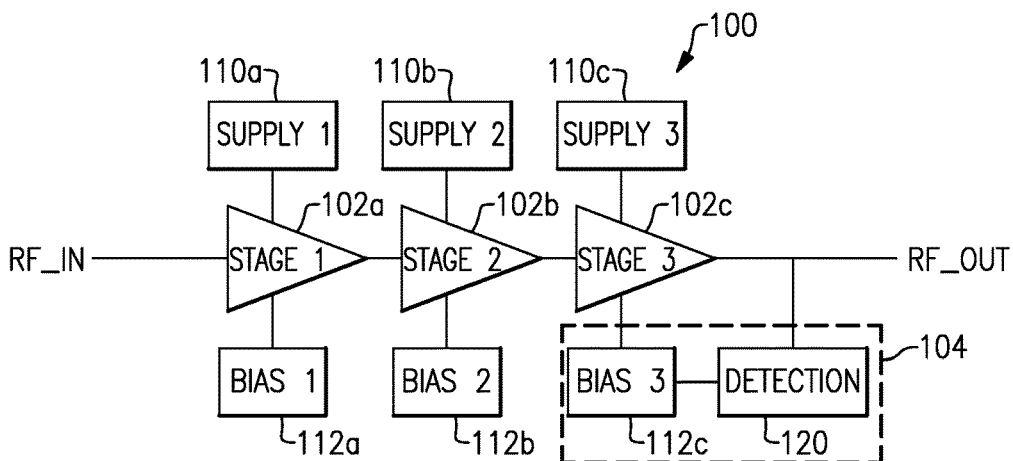 100
110a
110b
110c
SUPPLY 1
SUPPLY 2
SUPPLY 3
102a
102b
102c
RF_IN
STAGE 1
STAGE 2
STAGE 3
RF_OUT
104
BIAS 1
BIAS 2
BIAS 3
DETECTION
112a
112b
112c
120